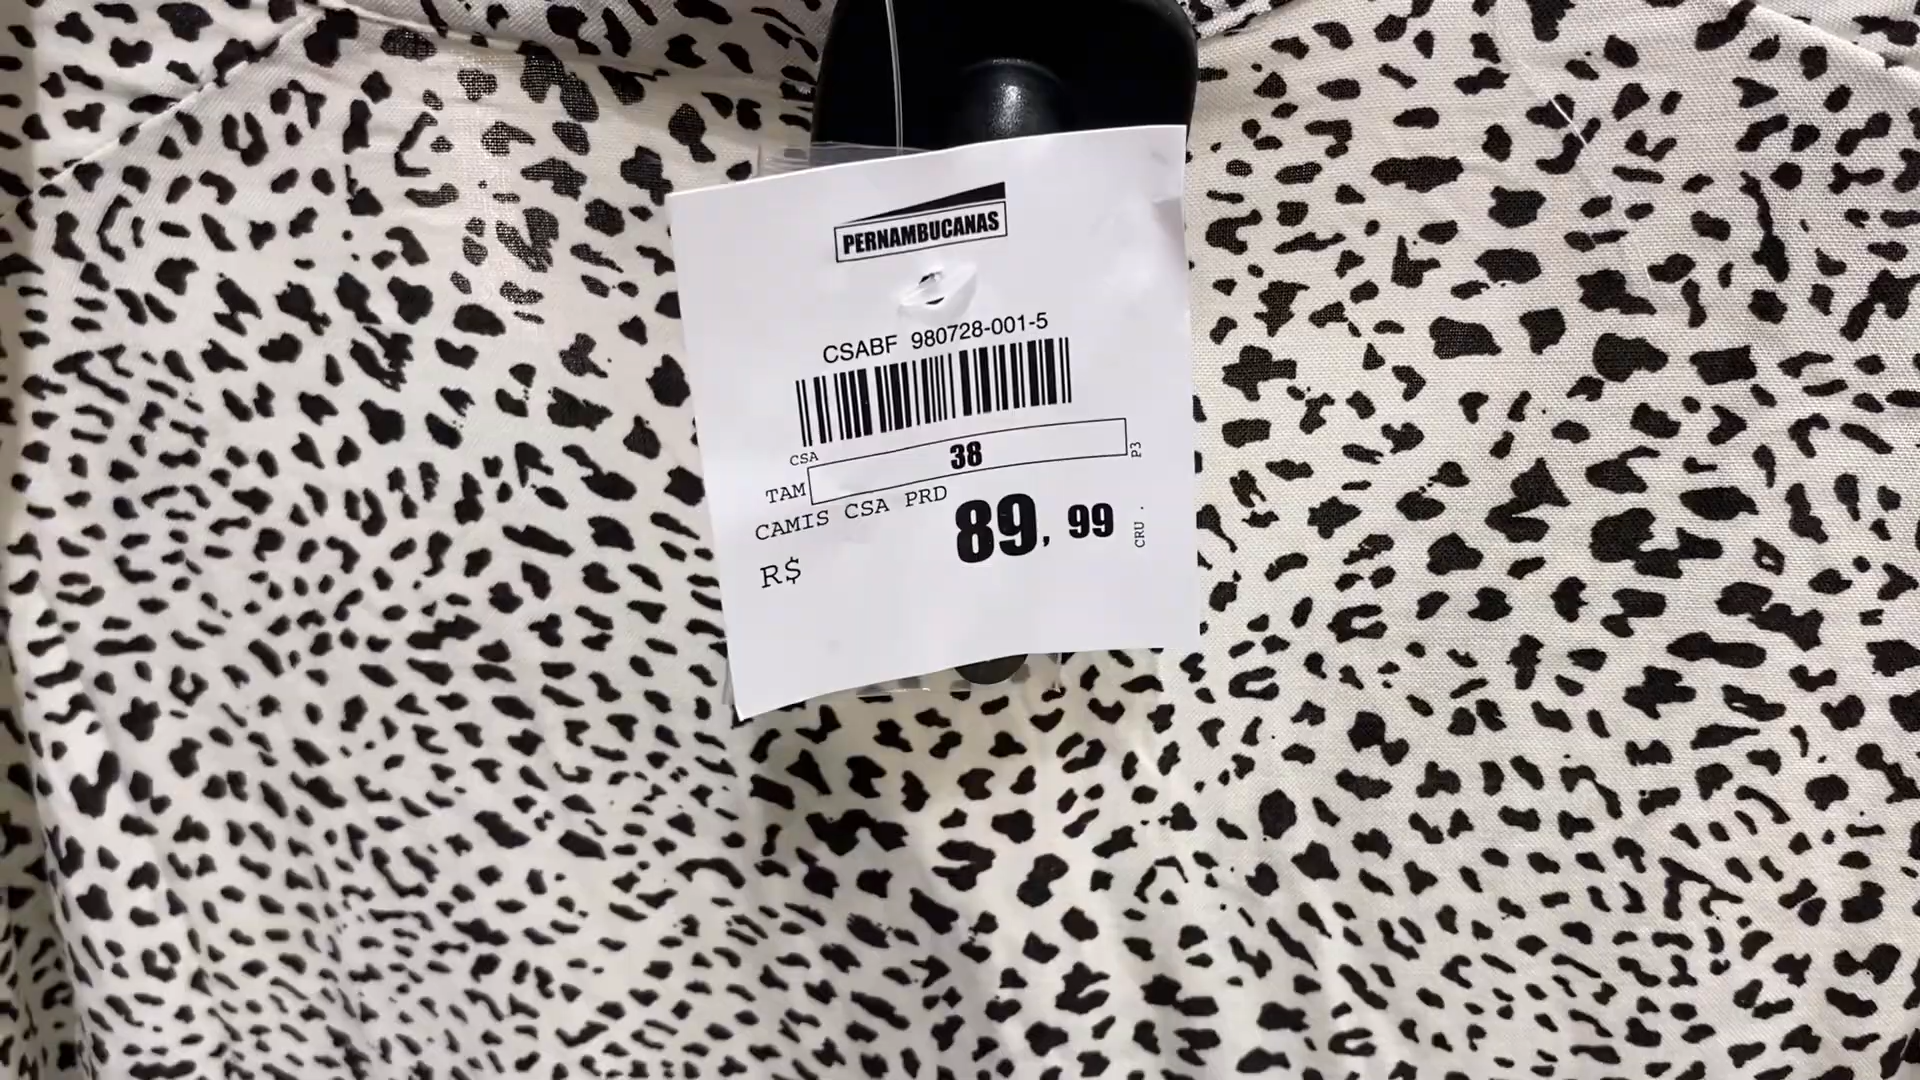 PERNAMBUCANAS
CSABF 980728-001-5
CSA
TAM 38 P3
CAMIS CSA PRD
R$ 89,99 CRU.